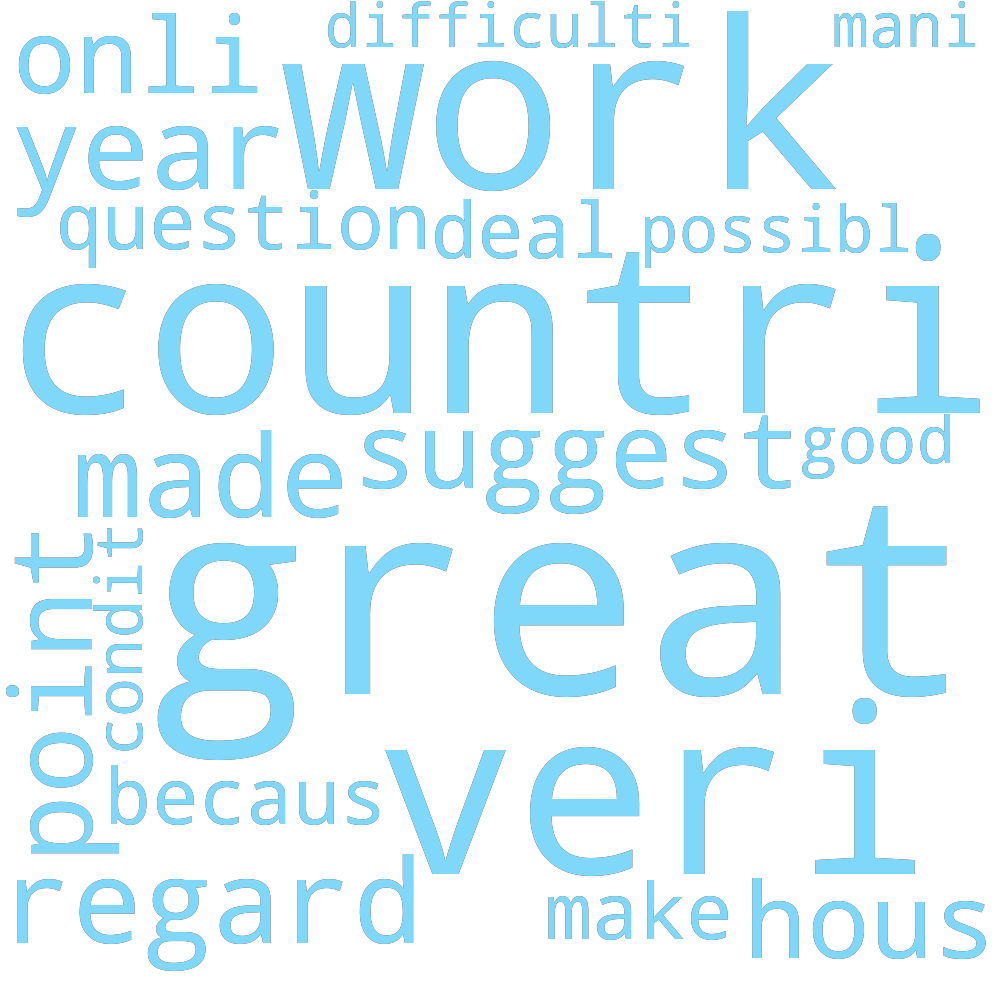 difficulti
mani
onli
work
year
question
deal
possibl
countri
suggest
good
made
great
point
condit
veri
becaus
regard
make
hous